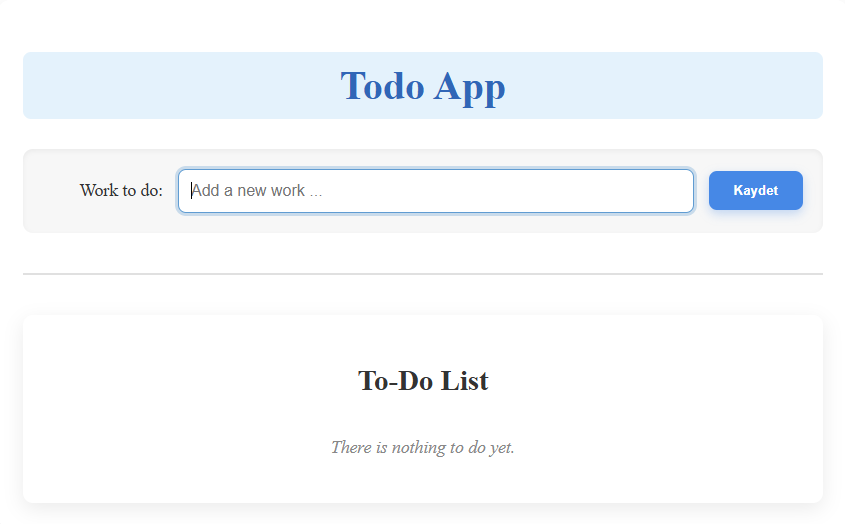 Todo App
Work to do: Add a new work ... Kaydet
To-Do List
There is nothing to do yet.